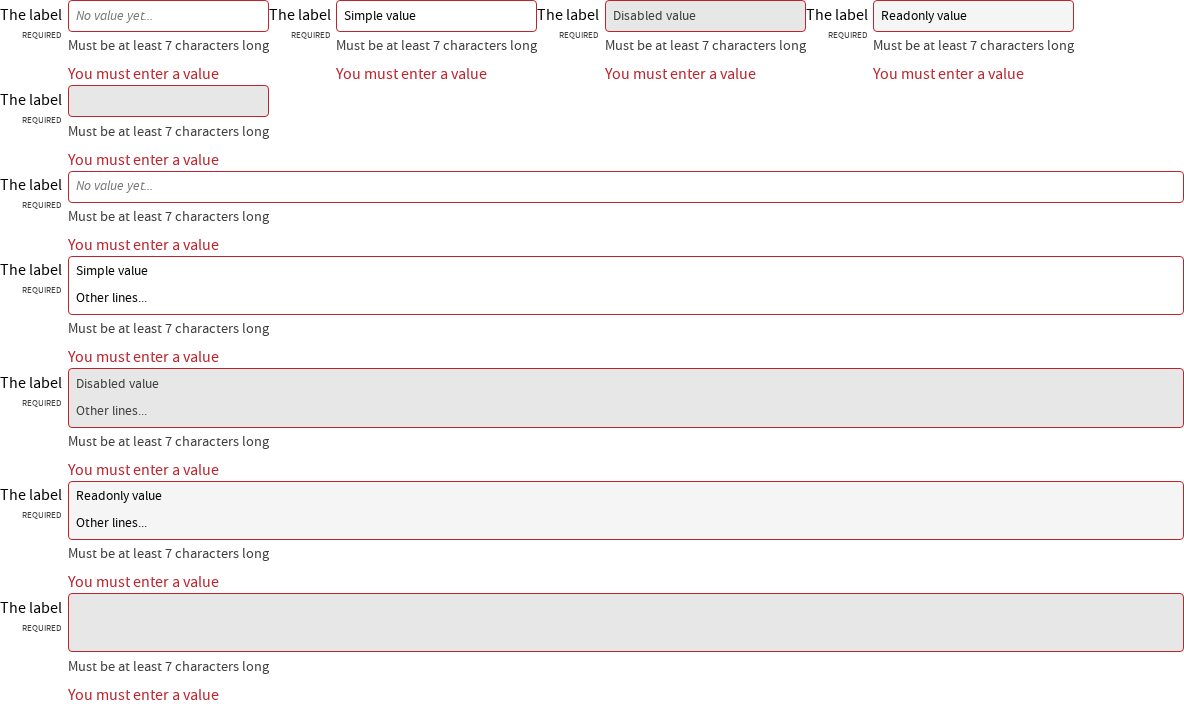 The label No value yet... The label Simple value The label Disabled value The label Readonly value
REQUIRED REQUIRED REQUIRED REQUIRED
Must be at least 7 characters long Must be at least 7 characters long Must be at least 7 characters long Must be at least 7 characters long
You must enter a value You must enter a value You must enter a value You must enter a value
The label
REQUIRED
Must be at least 7 characters long
You must enter a value
The label No value yet...
REQUIRED
Must be at least 7 characters long
You must enter a value
The label Simple value
REQUIRED
Other lines...
Must be at least 7 characters long
You must enter a value
The label Disabled value
REQUIRED
Other lines...
Must be at least 7 characters long
You must enter a value
The label Readonly value
REQUIRED
Other lines...
Must be at least 7 characters long
You must enter a value
The label
REQUIRED
Must be at least 7 characters long
You must enter a value